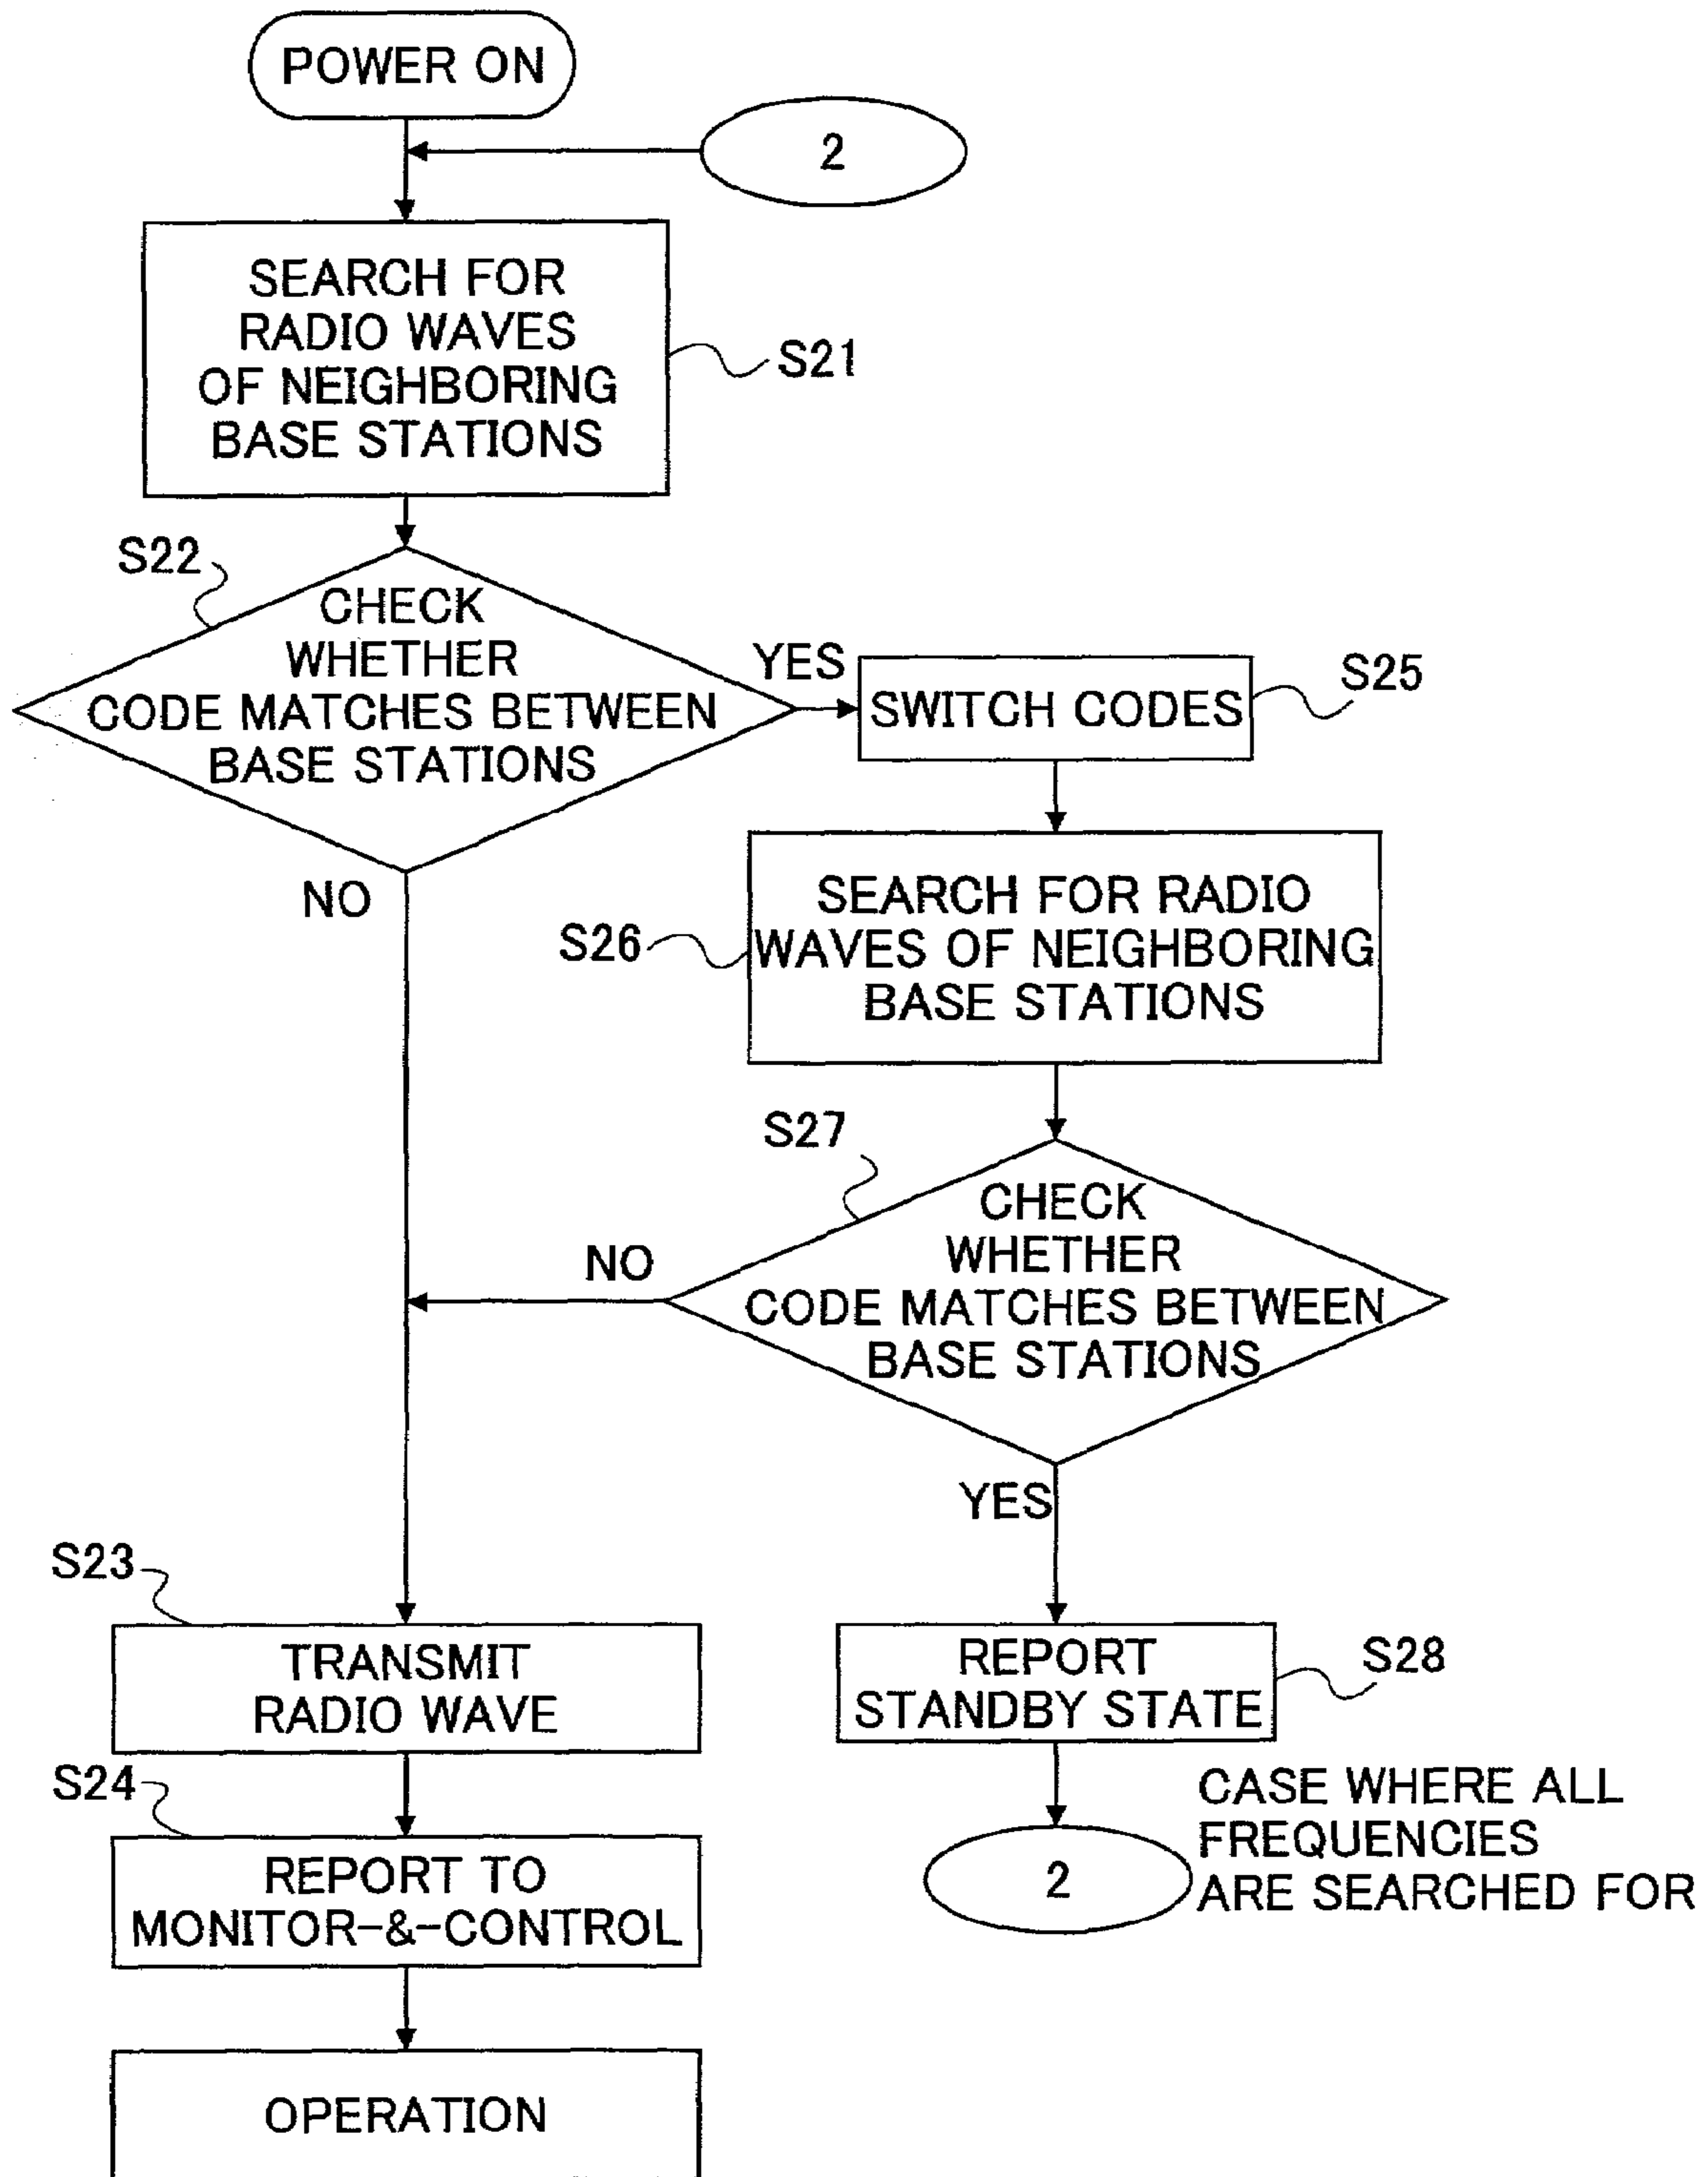 POWER ON
2
SEARCH FOR
RADIO WAVES
OF NEIGHBORING
BASE STATIONS
S21
S22
CHECK
WHETHER
CODE MATCHES BETWEEN
BASE STATIONS
YES
NO
SWITCH CODES
S25
SEARCH FOR RADIO
WAVES OF NEIGHBORING
BASE STATIONS
S26
S27
CHECK
WHETHER
CODE MATCHES BETWEEN
BASE STATIONS
NO
YES
S23
TRANSMIT
RADIO WAVE
REPORT
STANDBY STATE
S28
S24
REPORT TO
MONITOR-&-CONTROL
2
CASE WHERE ALL
FREQUENCIES
ARE SEARCHED FOR
OPERATION